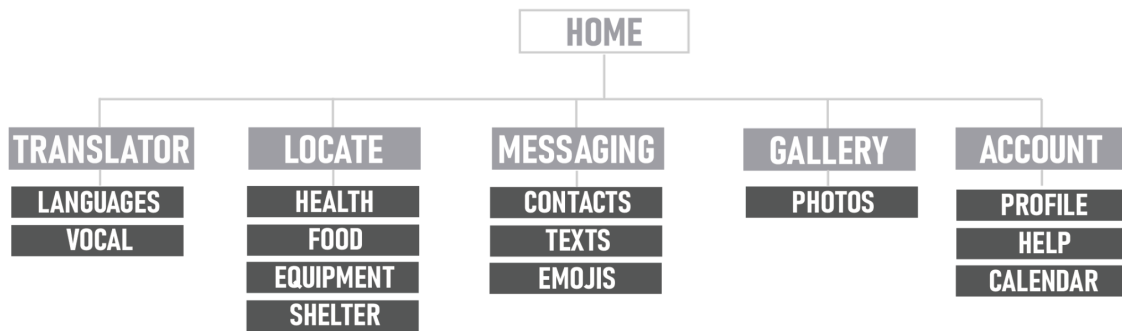 HOME
TRANSLATOR
LANGUAGES
VOCAL
LOCATE
HEALTH
FOOD
EQUIPMENT
SHELTER
MESSAGING
CONTACTS
TEXTS
EMOJIS
GALLERY
PHOTOS
ACCOUNT
PROFILE
HELP
CALENDAR